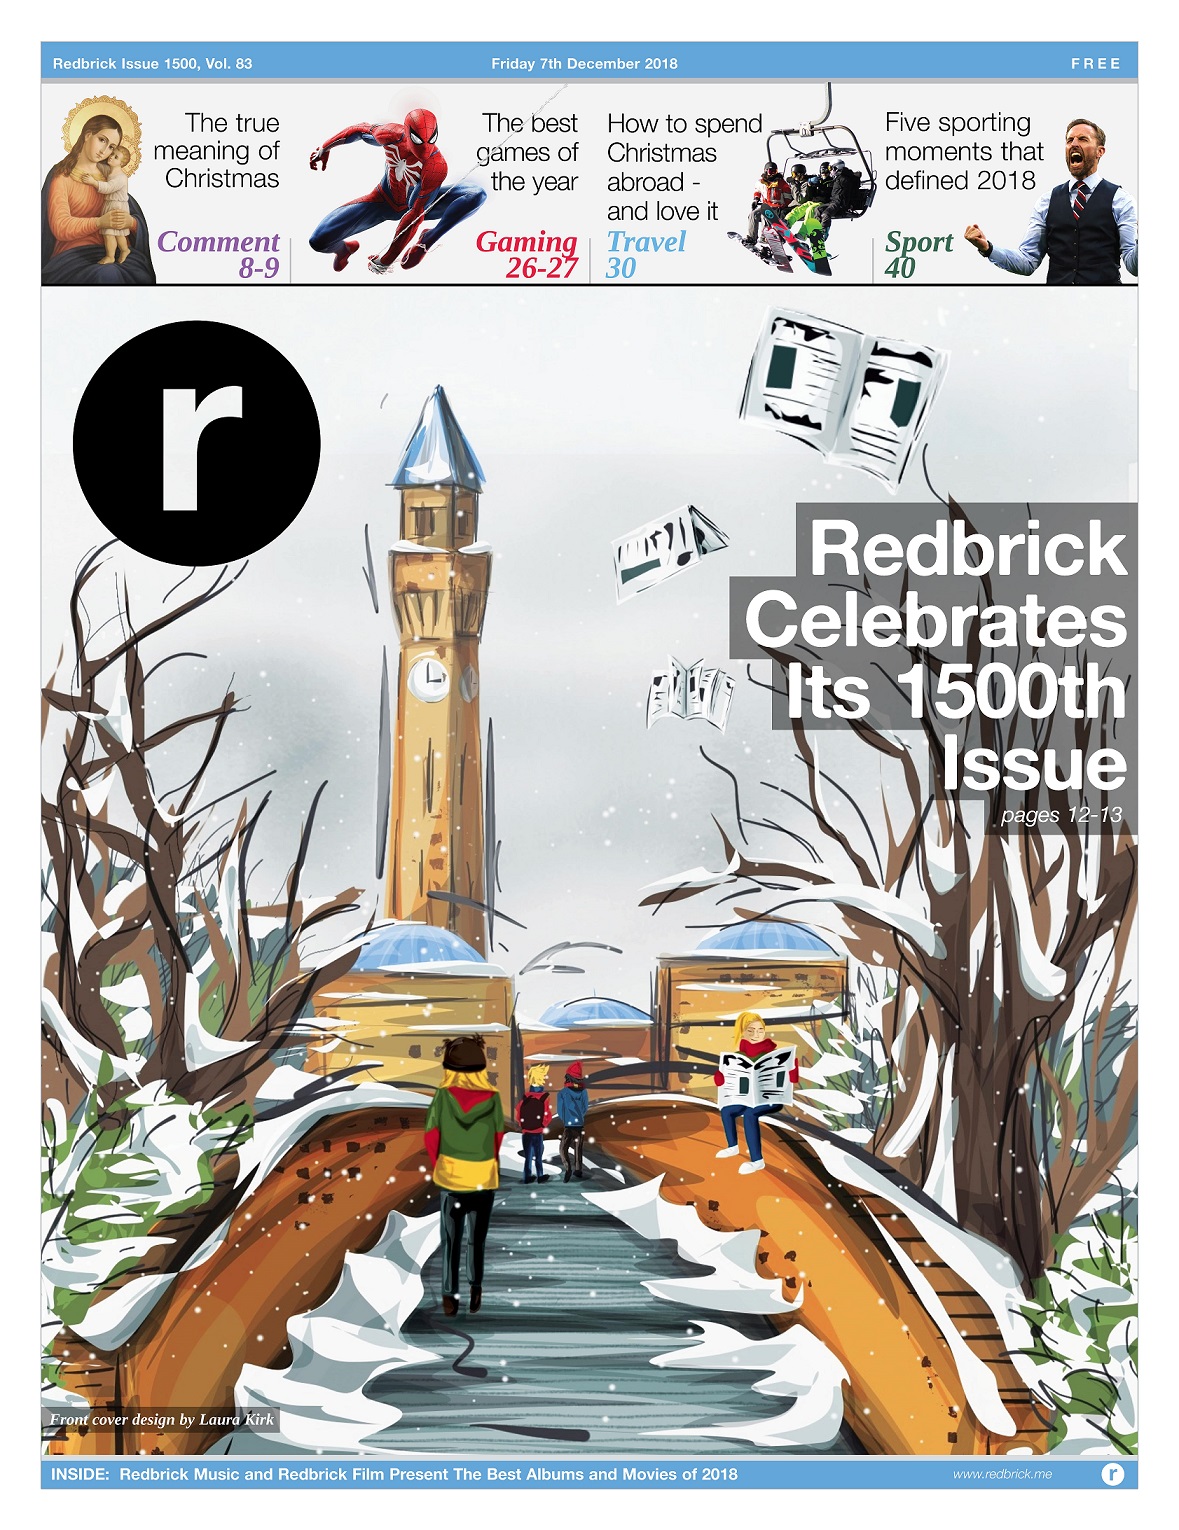 Redbrick Issue 1500, Vol. 83
Friday 7th December 2018
FREE
The true
meaning of
Christmas
Comment
8-9
The best
games of
the year
Gaming
26-27
How to spend
Christmas
abroad -
and love it
Travel
30
Five sporting
moments that
defined 2018
Sport
40
r
Redbrick
Celebrates
Its 1500th
Issue
pages 12-13
Front cover design by Laura Kirk
INSIDE: Redbrick Music and Redbrick Film Present The Best Albums and Movies of 2018
www.redbrick.me
r